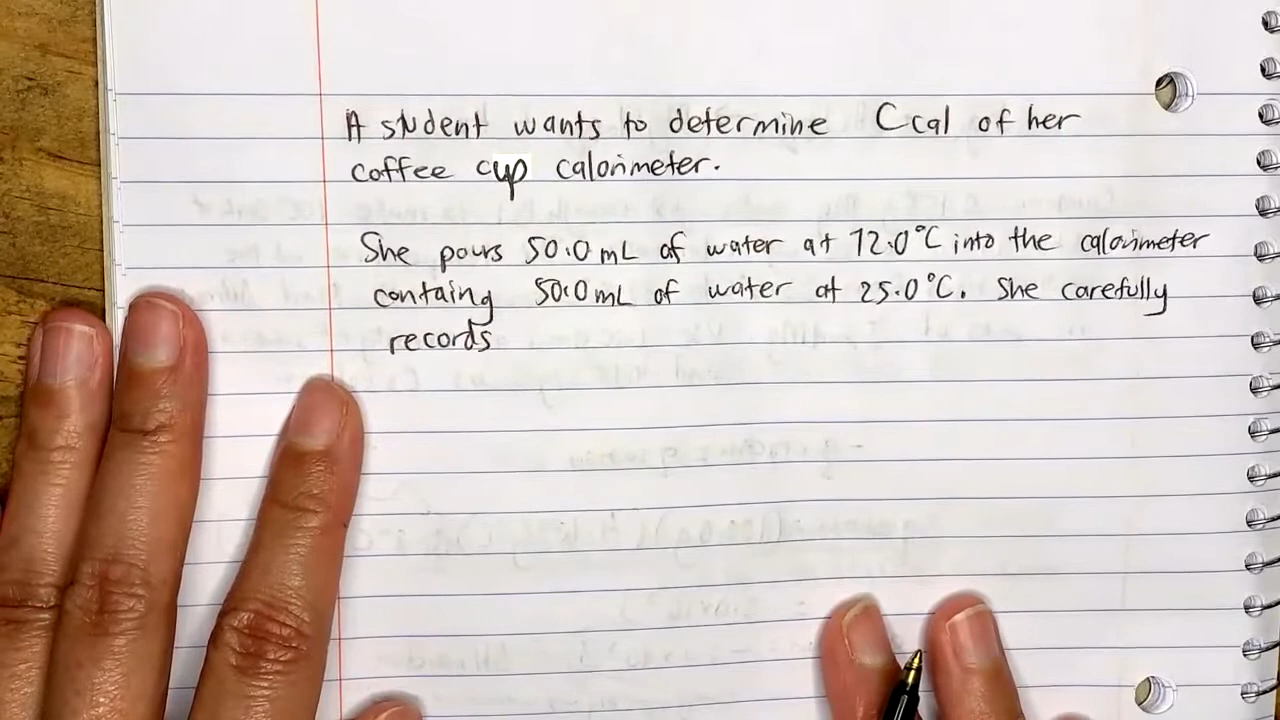 A student wants to determine Ccal of her
coffee cup calorimeter.
She pours 50.0 mL of water at 72.0°C into the calorimeter
containg 50.0 mL of water at 25.0°C. She carefully
records